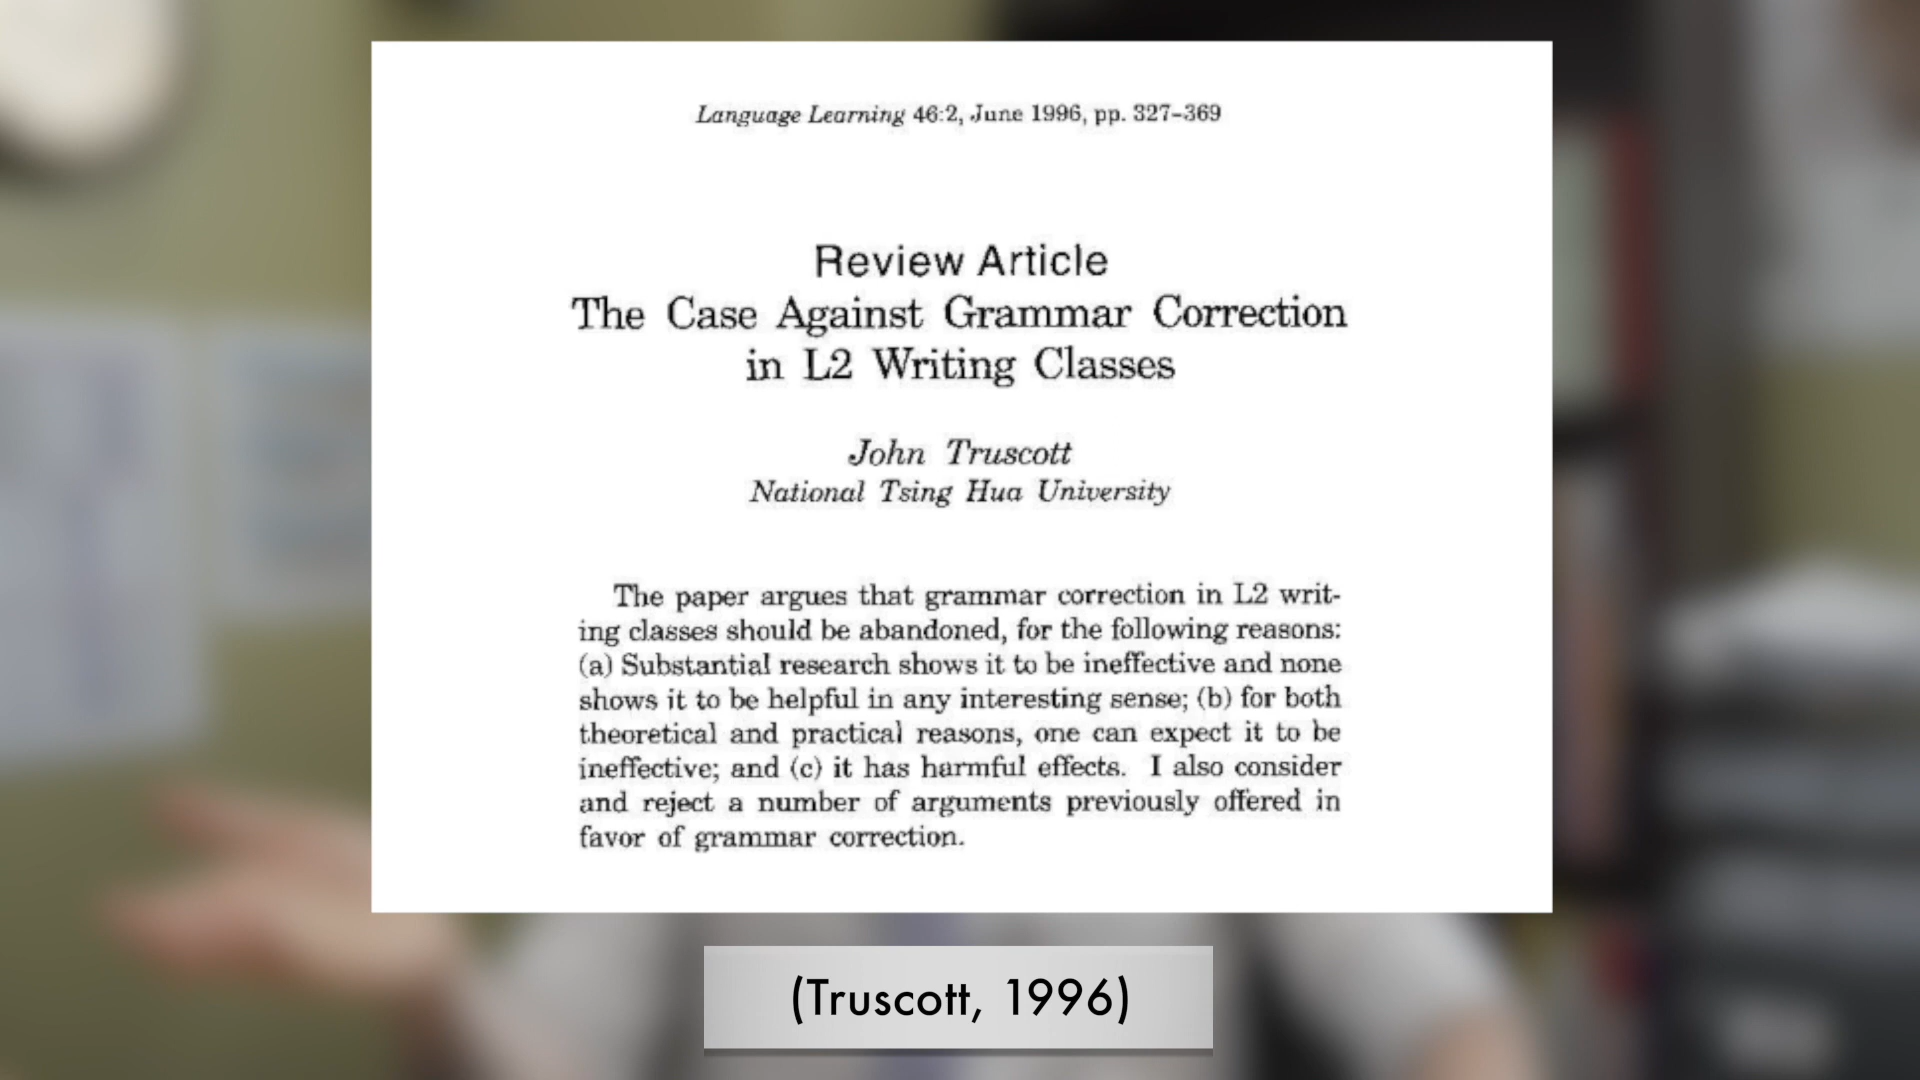 Language Learning 46:2, June 1996, pp. 327–369
Review Article
The Case Against Grammar Correction
in L2 Writing Classes
John Truscott
National Tsing Hua University
The paper argues that grammar correction in L2 writ-
ing classes should be abandoned, for the following reasons:
(a) Substantial research shows it to be ineffective and none
shows it to be helpful in any interesting sense; (b) for both
theoretical and practical reasons, one can expect it to be
ineffective; and (c) it has harmful effects. I also consider
and reject a number of arguments previously offered in
favor of grammar correction.
(Truscott, 1996)